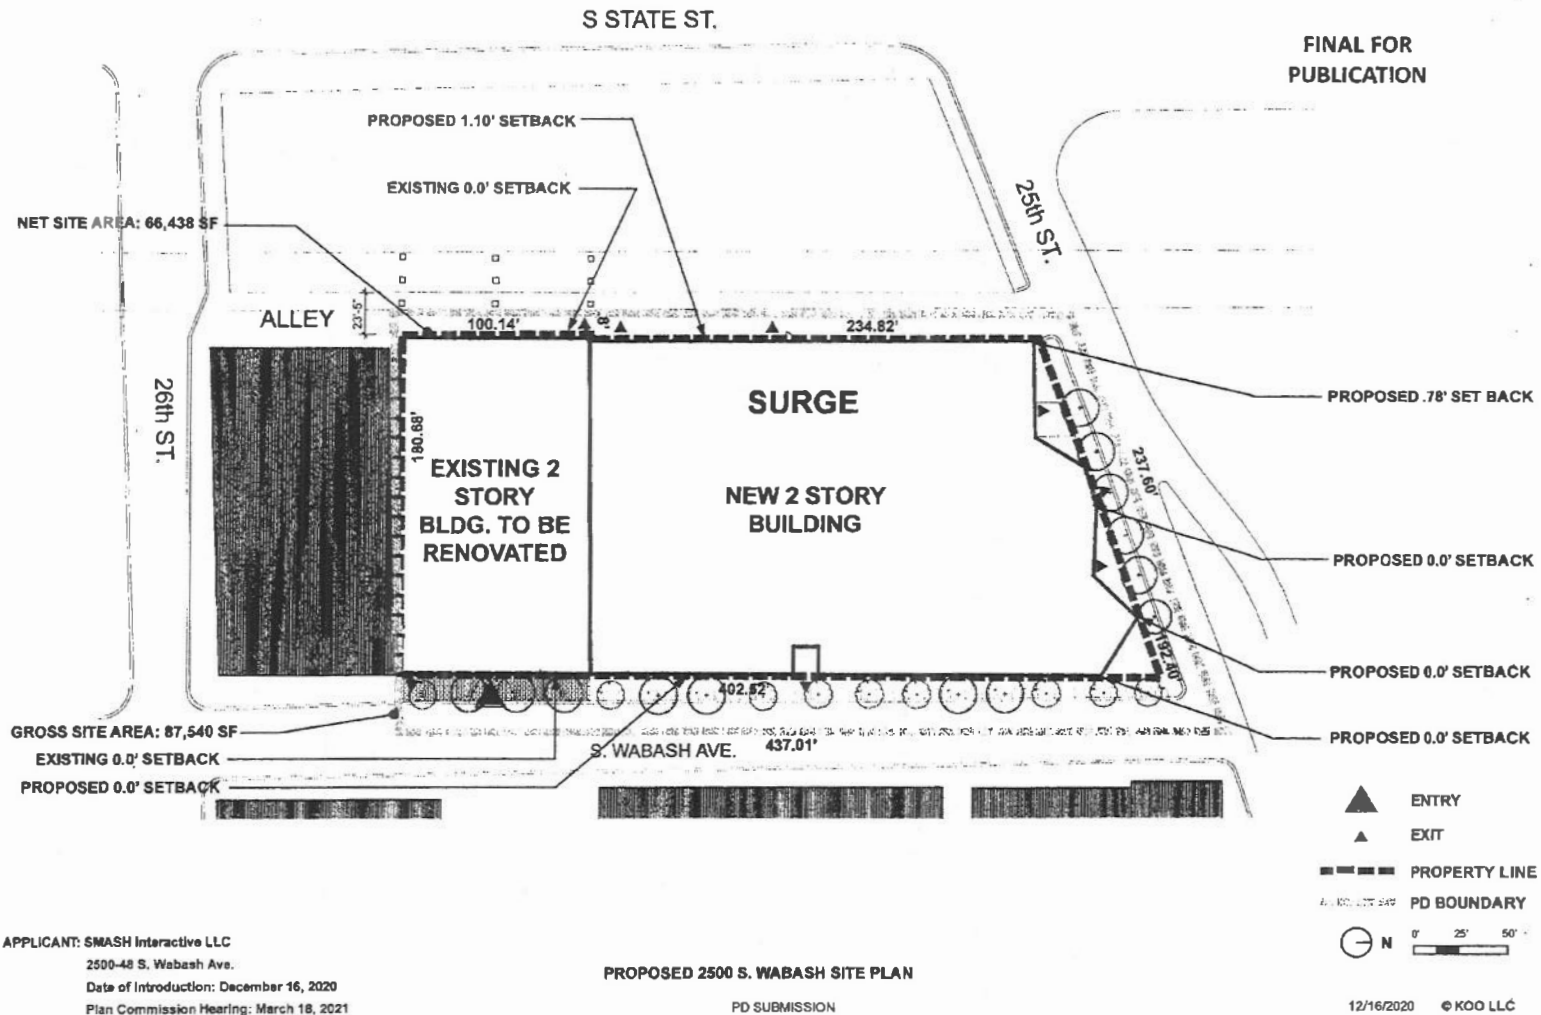 S STATE ST.
FINAL FOR
PUBLICATION
PROPOSED 1.10' SETBACK
EXISTING 0.0' SETBACK
25th ST.
NET SITE AREA: 66,438 SF
ALLEY
23'-5"
100.14'
8'
234.82'
26th ST.
180.68'
SURGE
EXISTING 2
STORY
BLDG. TO BE
RENOVATED
NEW 2 STORY
BUILDING
PROPOSED .78' SET BACK
237.60'
PROPOSED 0.0' SETBACK
192.40'
PROPOSED 0.0' SETBACK
402.52'
GROSS SITE AREA: 87,540 SF
EXISTING 0.0' SETBACK
PROPOSED 0.0' SETBACK
S. WABASH AVE.
437.01'
PROPOSED 0.0' SETBACK
ENTRY
EXIT
PROPERTY LINE
PD BOUNDARY
N
0' 25' 50'
APPLICANT: SMASH Interactive LLC
2500-48 S. Wabash Ave.
Date of Introduction: December 16, 2020
Plan Commission Hearing: March 18, 2021
PROPOSED 2500 S. WABASH SITE PLAN
PD SUBMISSION
12/16/2020 © KOO LLC